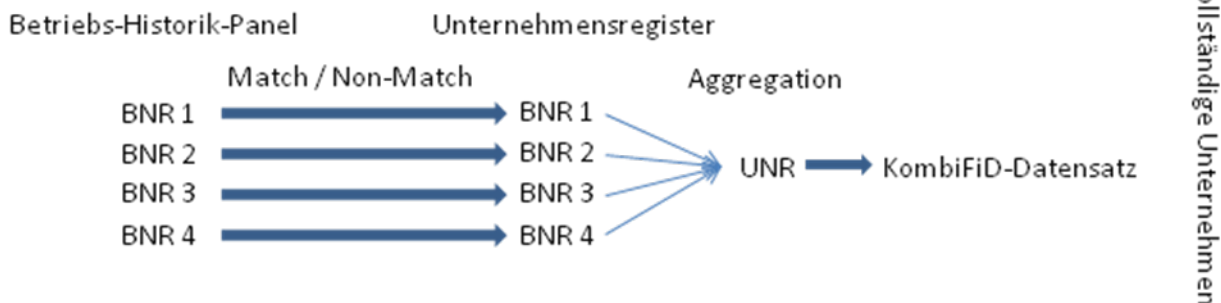 Betriebs-Historik-Panel Unternehmensregister
Match / Non-Match
Aggregation
BNR 1 BNR 1
BNR 2 BNR 2
UNR KombiFiD-Datensatz
BNR 3 BNR 3
BNR 4 BNR 4
Unternehmen